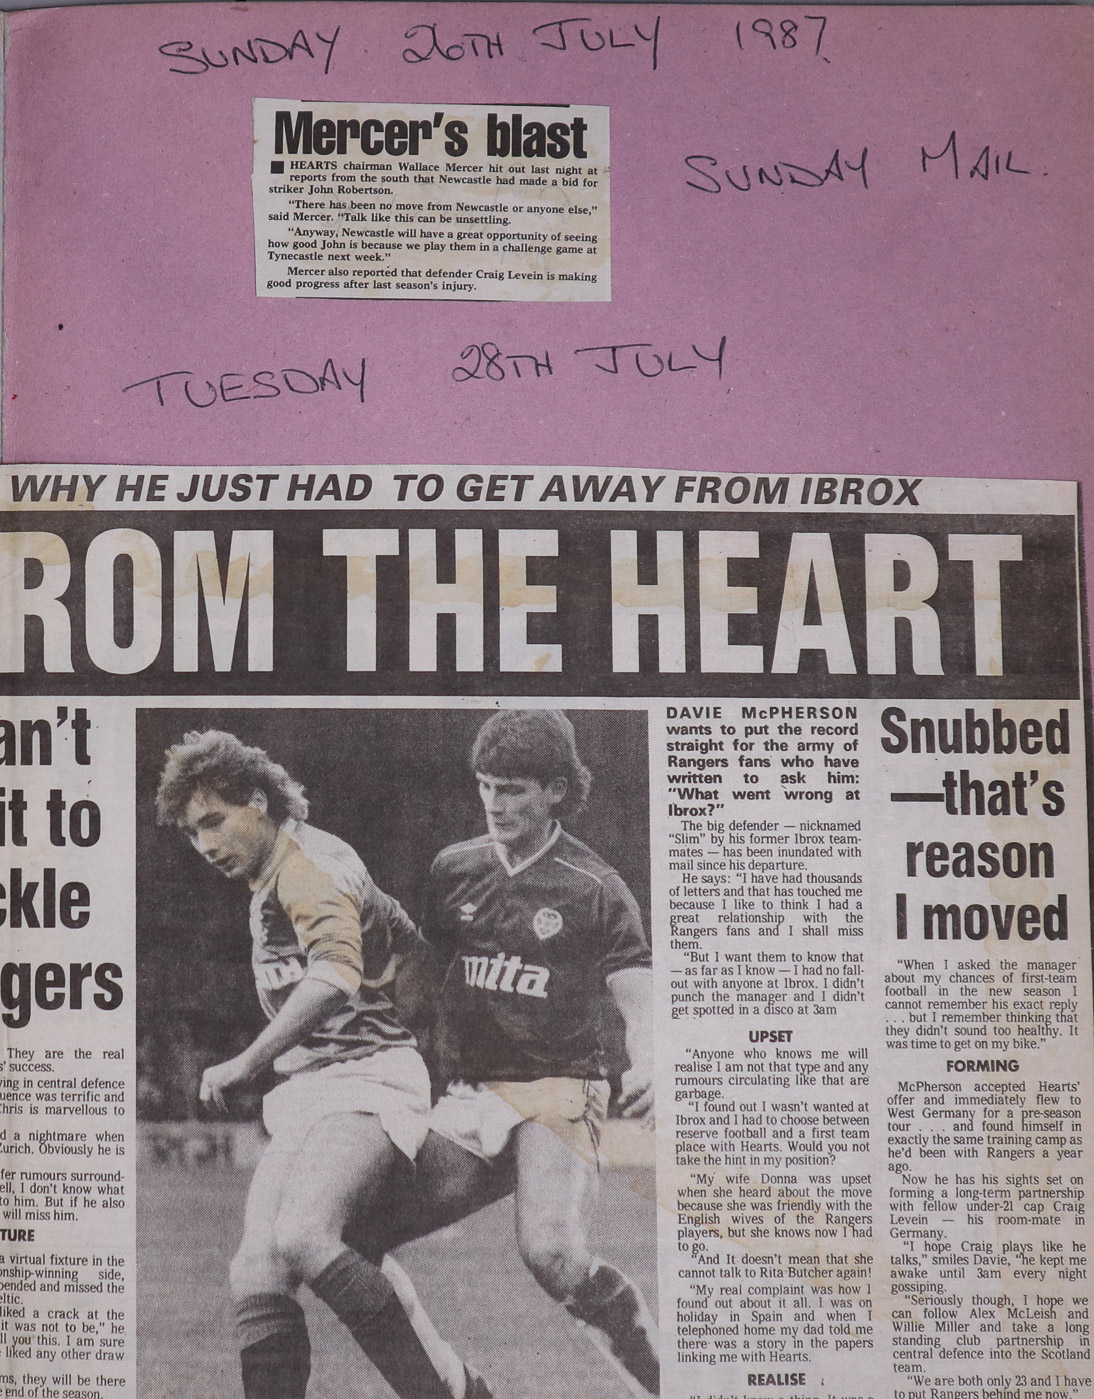 SUNDAY 26TH JULY 1987
SUNDAY MAIL.
Mercer's blast
HEARTS chairman Wallace Mercer hit out last night at
reports from the south that Newcastle had made a bid for
striker John Robertson.
"There has been no move from Newcastle or anyone else,"
said Mercer. "Talk like this can be unsettling.
"Anyway, Newcastle will have a great opportunity of seeing
how good John is because we play them in a challenge game at
Tynecastle next week."
Mercer also reported that defender Craig Levein is making
good progress after last season's injury.
TUESDAY 28TH JULY
WHY HE JUST HAD TO GET AWAY FROM IBROX
ROM THE HEART
an't
it to
ckle
gers
They are the real
s' success.
ying in central defence
uence was terrific and
Chris is marvellous to
d a nightmare when
Zurich. Obviously he is
fer rumours surround-
ell, I don't know what
to him. But if he also
will miss him.
TURE
a virtual fixture in the
onship-winning side,
pended and missed the
eltic.
liked a crack at the
it was not to be," he
ll you this. I am sure
liked any other draw
ms, they will be there
e end of the season.
mita
DAVIE McPHERSON
wants to put the record
straight for the army of
Rangers fans who have
written to ask him:
"What went wrong at
Ibrox?"
The big defender — nicknamed
"Slim" by his former Ibrox team-
mates — has been inundated with
mail since his departure.
He says: "I have had thousands
of letters and that has touched me
because I like to think I had a
great relationship with the
Rangers fans and I shall miss
them.
"But I want them to know that
— as far as I know — I had no fall-
out with anyone at Ibrox. I didn't
punch the manager and I didn't
get spotted in a disco at 3am
UPSET
"Anyone who knows me will
realise I am not that type and any
rumours circulating like that are
garbage.
"I found out I wasn't wanted at
Ibrox and I had to choose between
reserve football and a first team
place with Hearts. Would you not
take the hint in my position?
"My wife Donna was upset
when she heard about the move
because she was friendly with the
English wives of the Rangers
players, but she knows now I had
to go.
"And It doesn't mean that she
cannot talk to Rita Butcher again!
"My real complaint was how I
found out about it all. I was on
holiday in Spain and when I
telephoned home my dad told me
there was a story in the papers
linking me with Hearts.
REALISE
Snubbed
—that's
reason
I moved
"When I asked the manager
about my chances of first-team
football in the new season I
cannot remember his exact reply
. . . but I remember thinking that
they didn't sound too healthy. It
was time to get on my bike."
FORMING
McPherson accepted Hearts'
offer and immediately flew to
West Germany for a pre-season
tour . . . and found himself in
exactly the same training camp as
he'd been with Rangers a year
ago.
Now he has his sights set on
forming a long-term partnership
with fellow under-21 cap Craig
Levein — his room-mate in
Germany.
"I hope Craig plays like he
talks," smiles Davie, "he kept me
awake until 3am every night
gossiping.
"Seriously though, I hope we
can follow Alex McLeish and
Willie Miller and take a long
standing club partnership in
central defence into the Scotland
team.
"We are both only 23 and I have
to put Rangers behind me now."